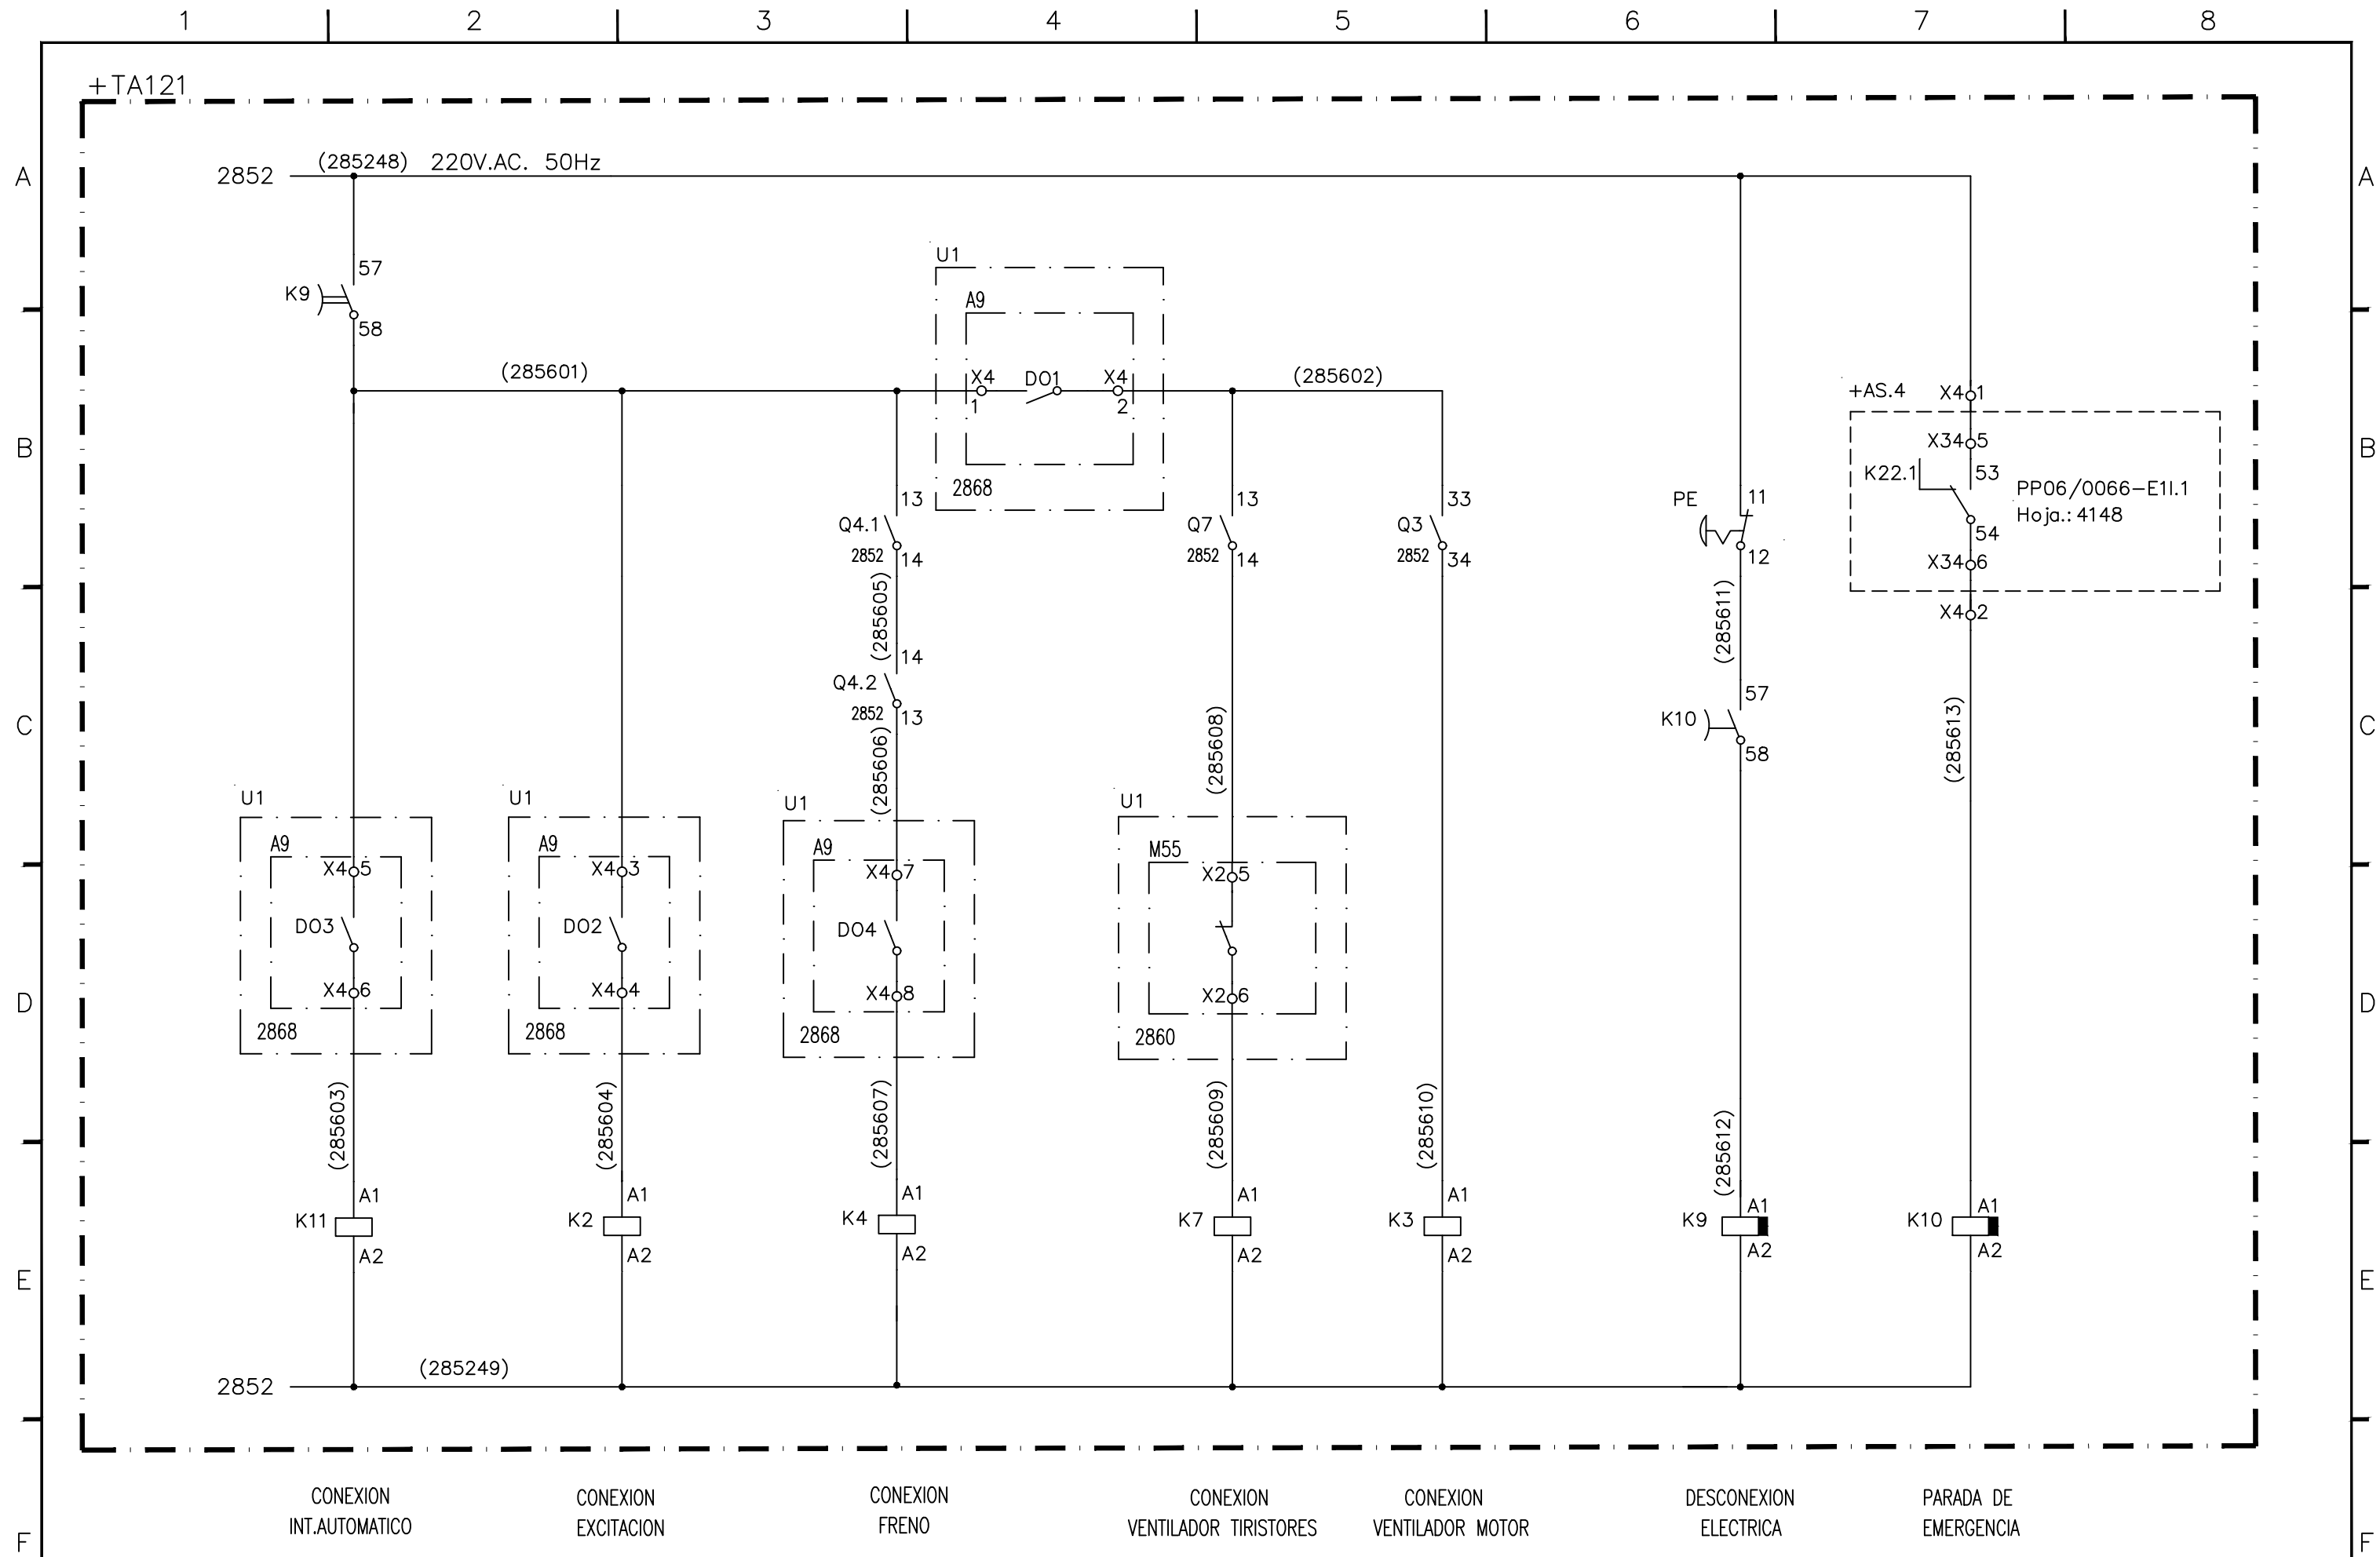 1 2 3 4 5 6 7 8
+TA121
A A
2852 (285248) 220V.AC. 50Hz
57
K9
58
U1
A9
(285601)
X4 DO1 X4
1 2
2868
(285602)
+AS.4 X4 1
B B
X34 5
K22.1 53
PP06/0066-E1I.1
Hoja.: 4148
54
X34 6
X4 2
13
Q4.1
2852 14
(285605)
14
Q4.2
2852 13
(285606)
13
Q7
2852 14
(285608)
33
Q3
2852 34
PE 11
12
(285611)
57
K10
58
(285613)
C C
U1
A9
X4 5
DO3
X4 6
2868
U1
A9
X4 3
DO2
X4 4
2868
U1
A9
X4 7
DO4
X4 8
2868
U1
M55
X2 5
X2 6
2860
D D
(285603)
(285604)
(285607)
(285609)
(285610)
(285612)
A1
K11
A2
A1
K2
A2
A1
K4
A2
A1
K7
A2
A1
K3
A2
A1
K9
A2
A1
K10
A2
E E
2852 (285249)
CONEXION
INT.AUTOMATICO
CONEXION
EXCITACION
CONEXION
FRENO
CONEXION
VENTILADOR TIRISTORES
CONEXION
VENTILADOR MOTOR
DESCONEXION
ELECTRICA
PARADA DE
EMERGENCIA
F F